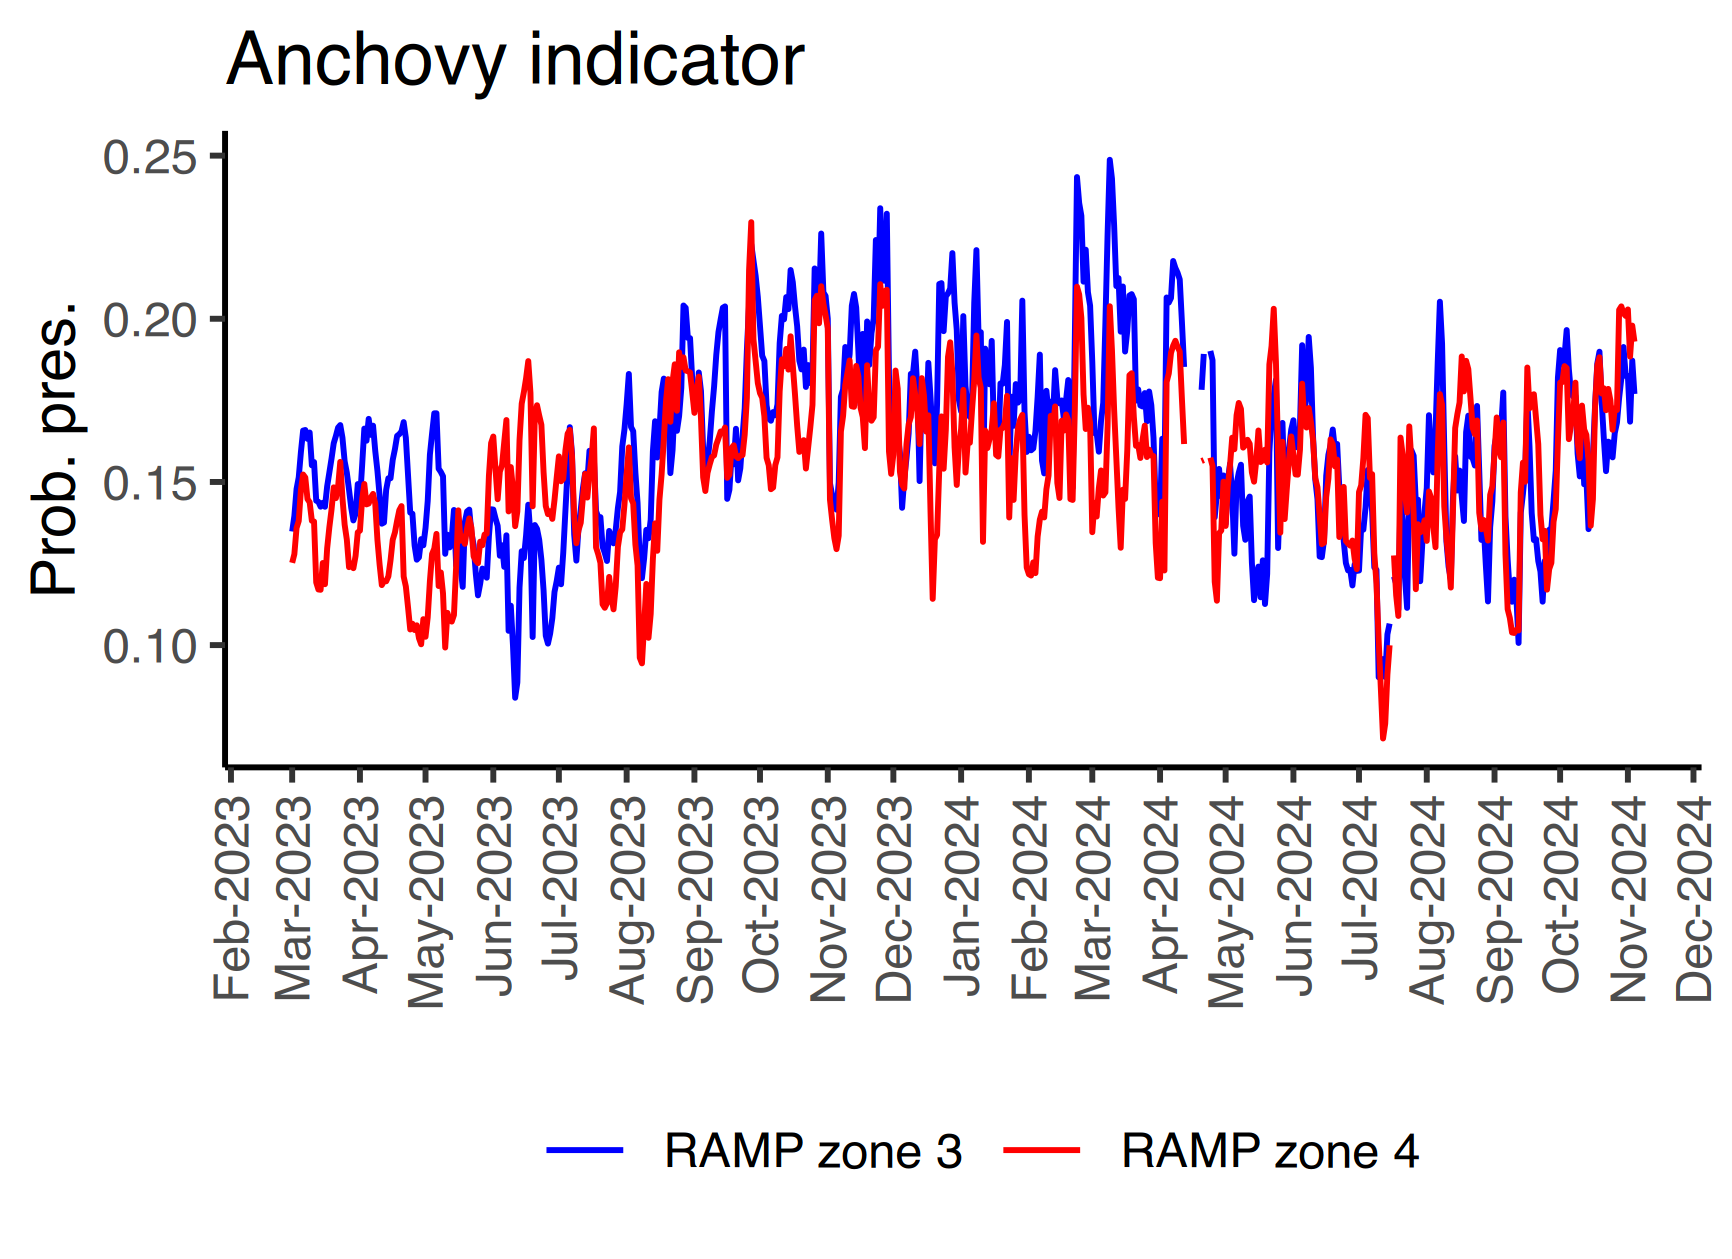 Anchovy indicator
Prob. pres.
0.25
0.20
0.15
0.10
Feb-2023
Mar-2023
Apr-2023
May-2023
Jun-2023
Jul-2023
Aug-2023
Sep-2023
Oct-2023
Nov-2023
Dec-2023
Jan-2024
Feb-2024
Mar-2024
Apr-2024
May-2024
Jun-2024
Jul-2024
Aug-2024
Sep-2024
Oct-2024
Nov-2024
Dec-2024
RAMP zone 3
RAMP zone 4